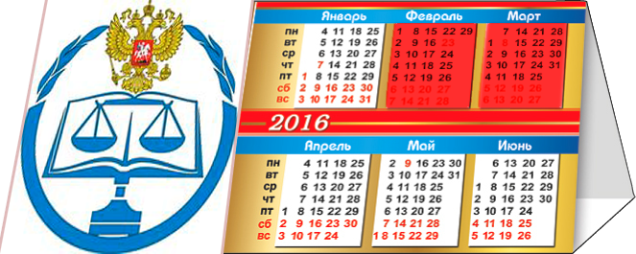 Январь Февраль Март
пн 4 11 18 25 1 8 15 22 29 7 14 21 28
вт 5 12 19 26 2 9 16 23 1 8 15 22 29
ср 6 13 20 27 3 10 17 24 2 9 16 23 30
чт 7 14 21 28 4 11 18 25 3 10 17 24 31
пт 1 8 15 22 29 5 12 19 26 4 11 18 25
сб 2 9 16 23 30 6 13 20 27 5 12 19 26
вс 3 10 17 24 31 7 14 21 28 6 13 20 27
2016
Апрель Май Июнь
пн 4 11 18 25 2 9 16 23 30 6 13 20 27
вт 5 12 19 26 3 10 17 24 31 7 14 21 28
ср 6 13 20 27 4 11 18 25 1 8 15 22 29
чт 7 14 21 28 5 12 19 26 2 9 16 23 30
пт 1 8 15 22 29 6 13 20 27 3 10 17 24
сб 2 9 16 23 30 7 14 21 28 4 11 18 25
вс 3 10 17 24 1 8 15 22 29 5 12 19 26